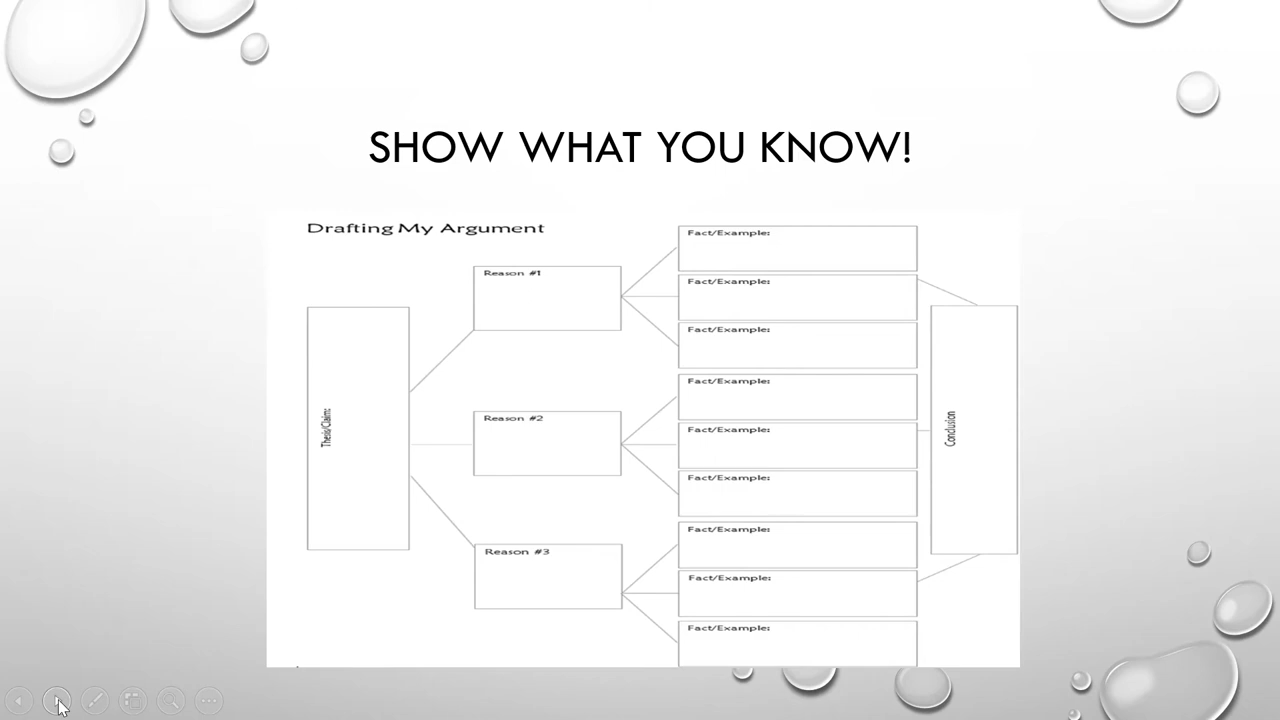 SHOW WHAT YOU KNOW!
Drafting My Argument
Thesis/Claim:
Reason #1
Fact/Example:
Fact/Example:
Fact/Example:
Reason #2
Fact/Example:
Fact/Example:
Fact/Example:
Reason #3
Fact/Example:
Fact/Example:
Fact/Example:
Conclusion